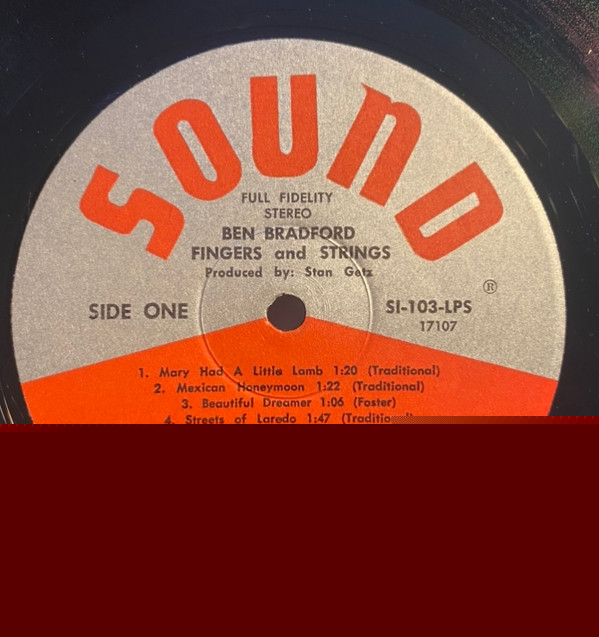 SOUND
FULL FIDELITY
STEREO
BEN BRADFORD
FINGERS and STRINGS
Produced by: Stan Getz
®
SIDE ONE
SI-103-LPS
17107
1. Mary Had A Little Lamb 1:20 (Traditional)
2. Mexican Honeymoon 1:22 (Traditional)
3. Beautiful Dreamer 1:06 (Foster)
4. Streets of Laredo 1:47